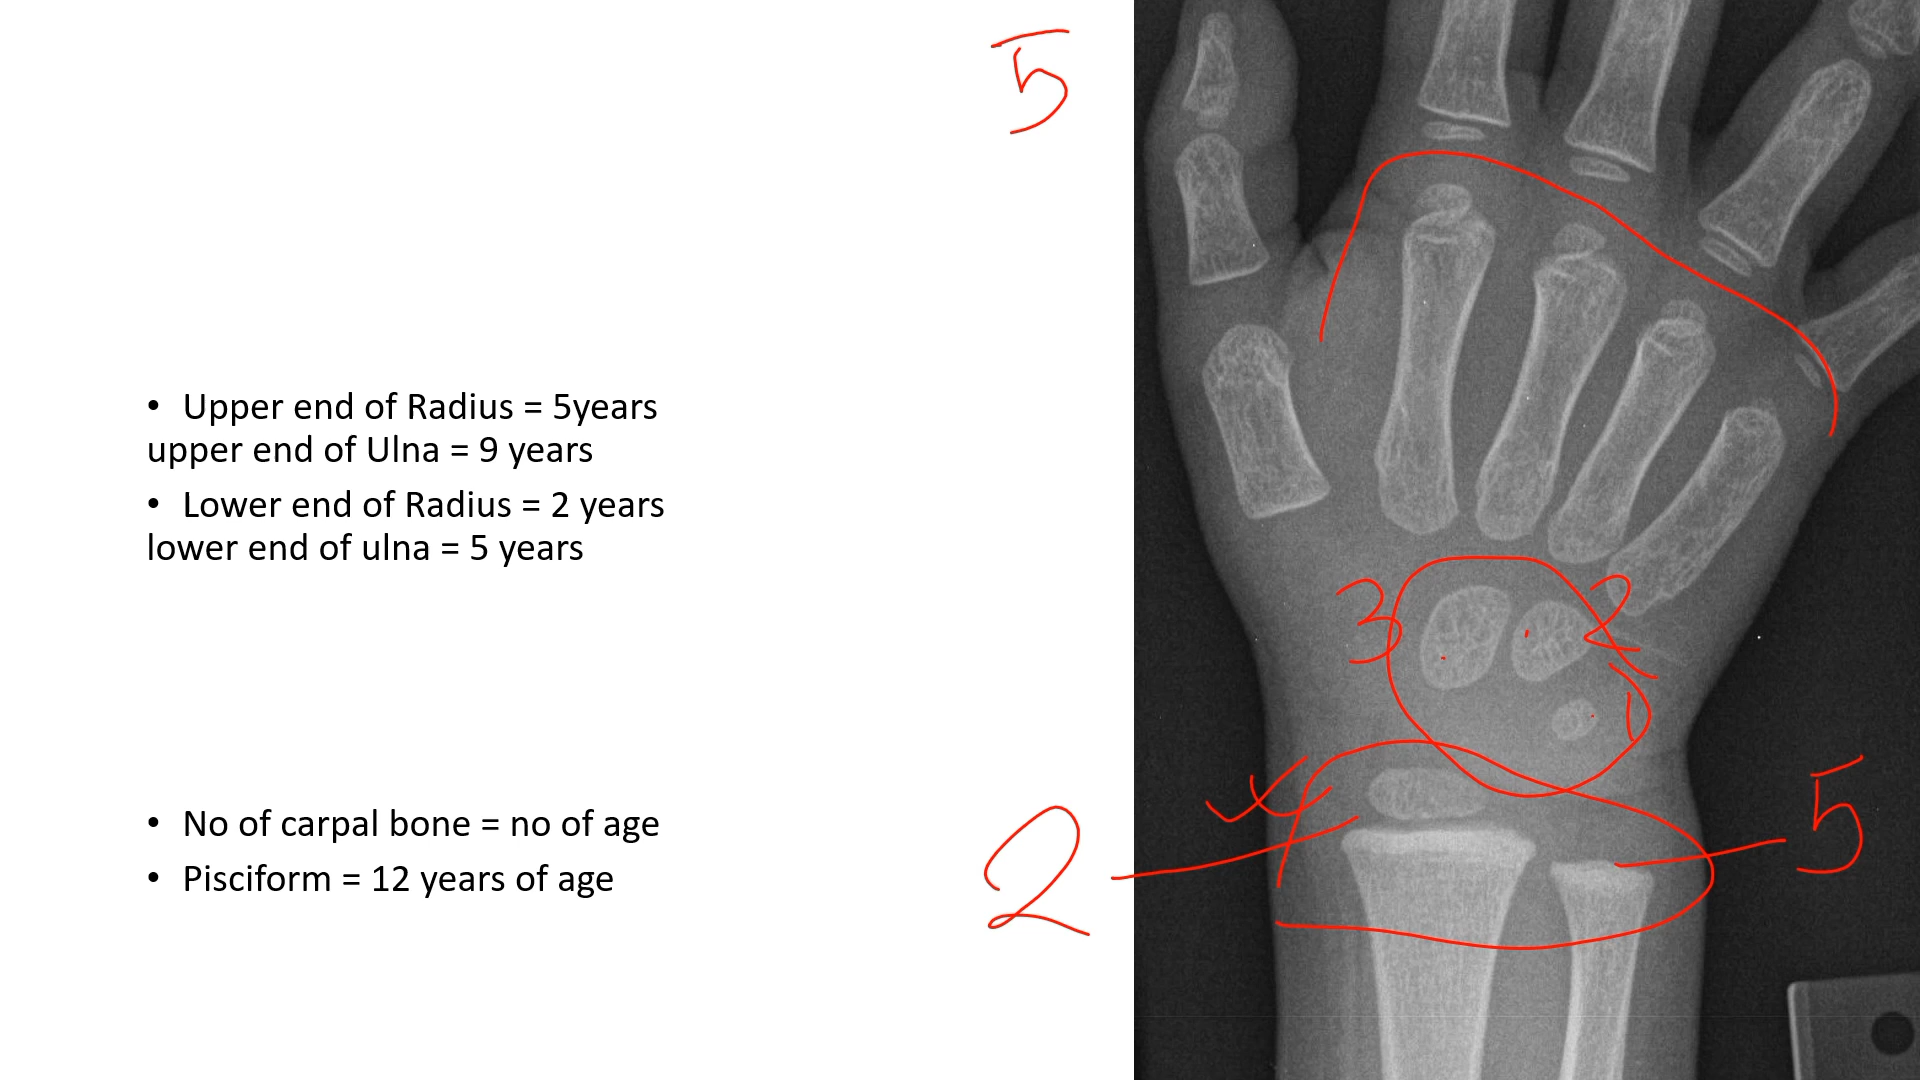 5
• Upper end of Radius = 5years
upper end of Ulna = 9 years
• Lower end of Radius = 2 years
lower end of ulna = 5 years
3 2
1
• No of carpal bone = no of age
• Pisciform = 12 years of age
2 5